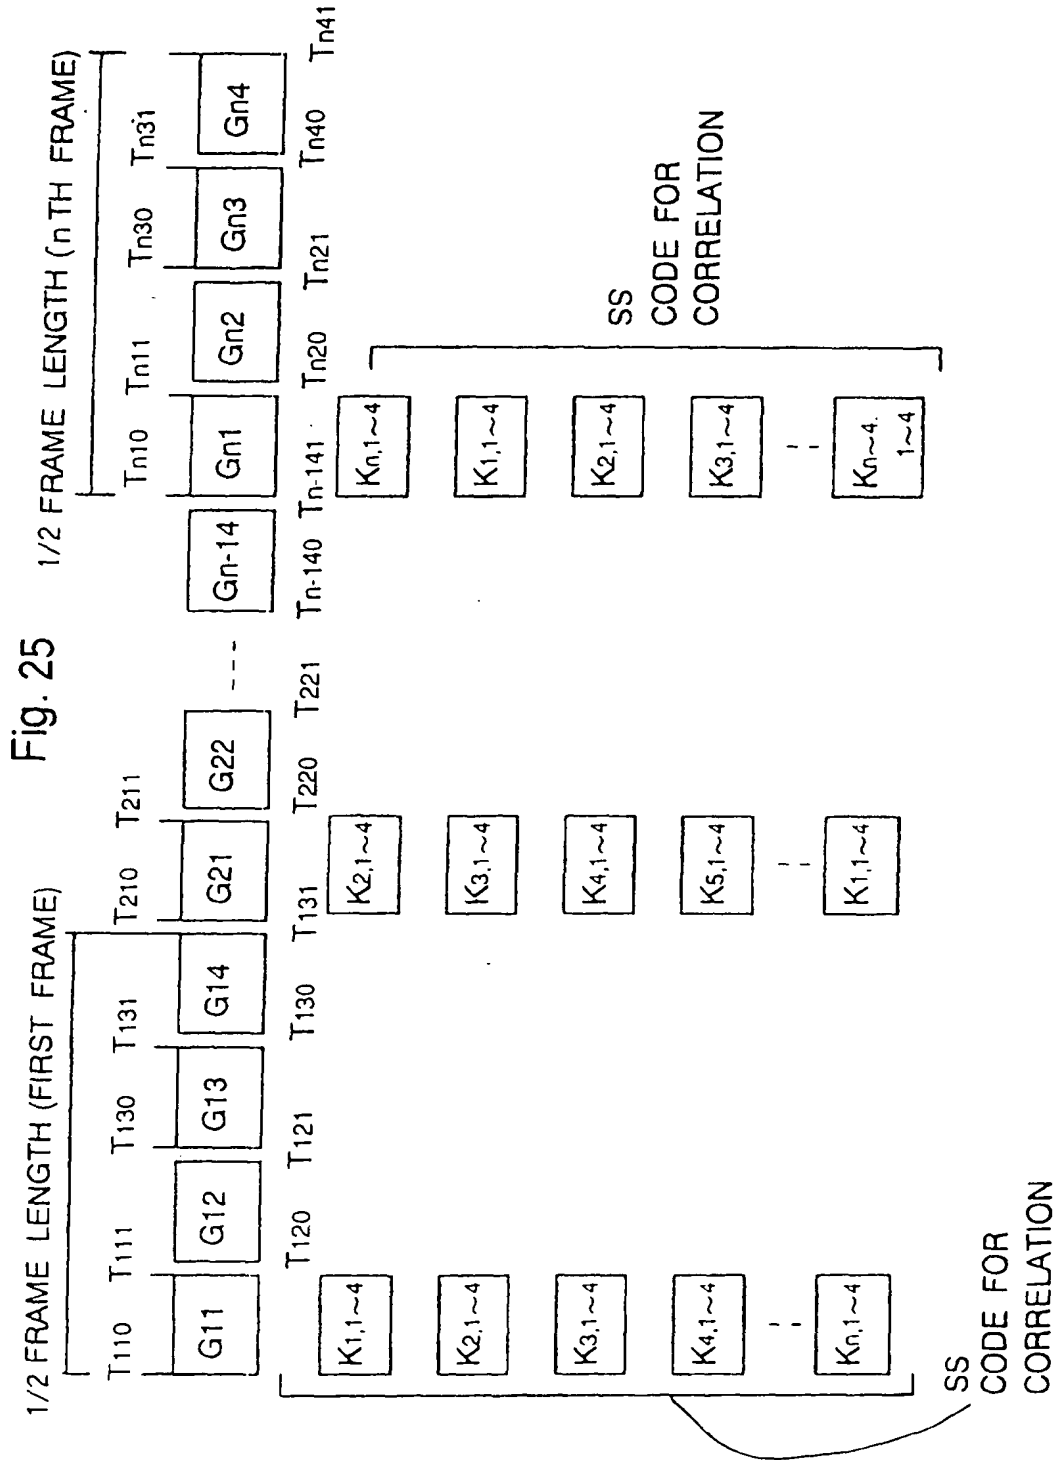 Fig. 25
1/2 FRAME LENGTH (FIRST FRAME)
1/2 FRAME LENGTH (n TH FRAME)
T110
T111
T130
T131
T210
T211
Tn10
Tn11
Tn30
Tn31
G11
G12
G13
G14
G21
G22
----
Gn-14
Gn1
Gn2
Gn3
Gn4
T120
T121
T130
T131
T220
T221
Tn-140
Tn-141
Tn20
Tn21
Tn40
Tn41
K1,1~4
K2,1~4
K3,1~4
K4,1~4
--
Kn,1~4
SS
CODE FOR
CORRELATION
K2,1~4
K3,1~4
K4,1~4
K5,1~4
--
K1,1~4
Kn,1~4
K1,1~4
K2,1~4
K3,1~4
--
Kn~4.
1~4
SS
CODE FOR
CORRELATION